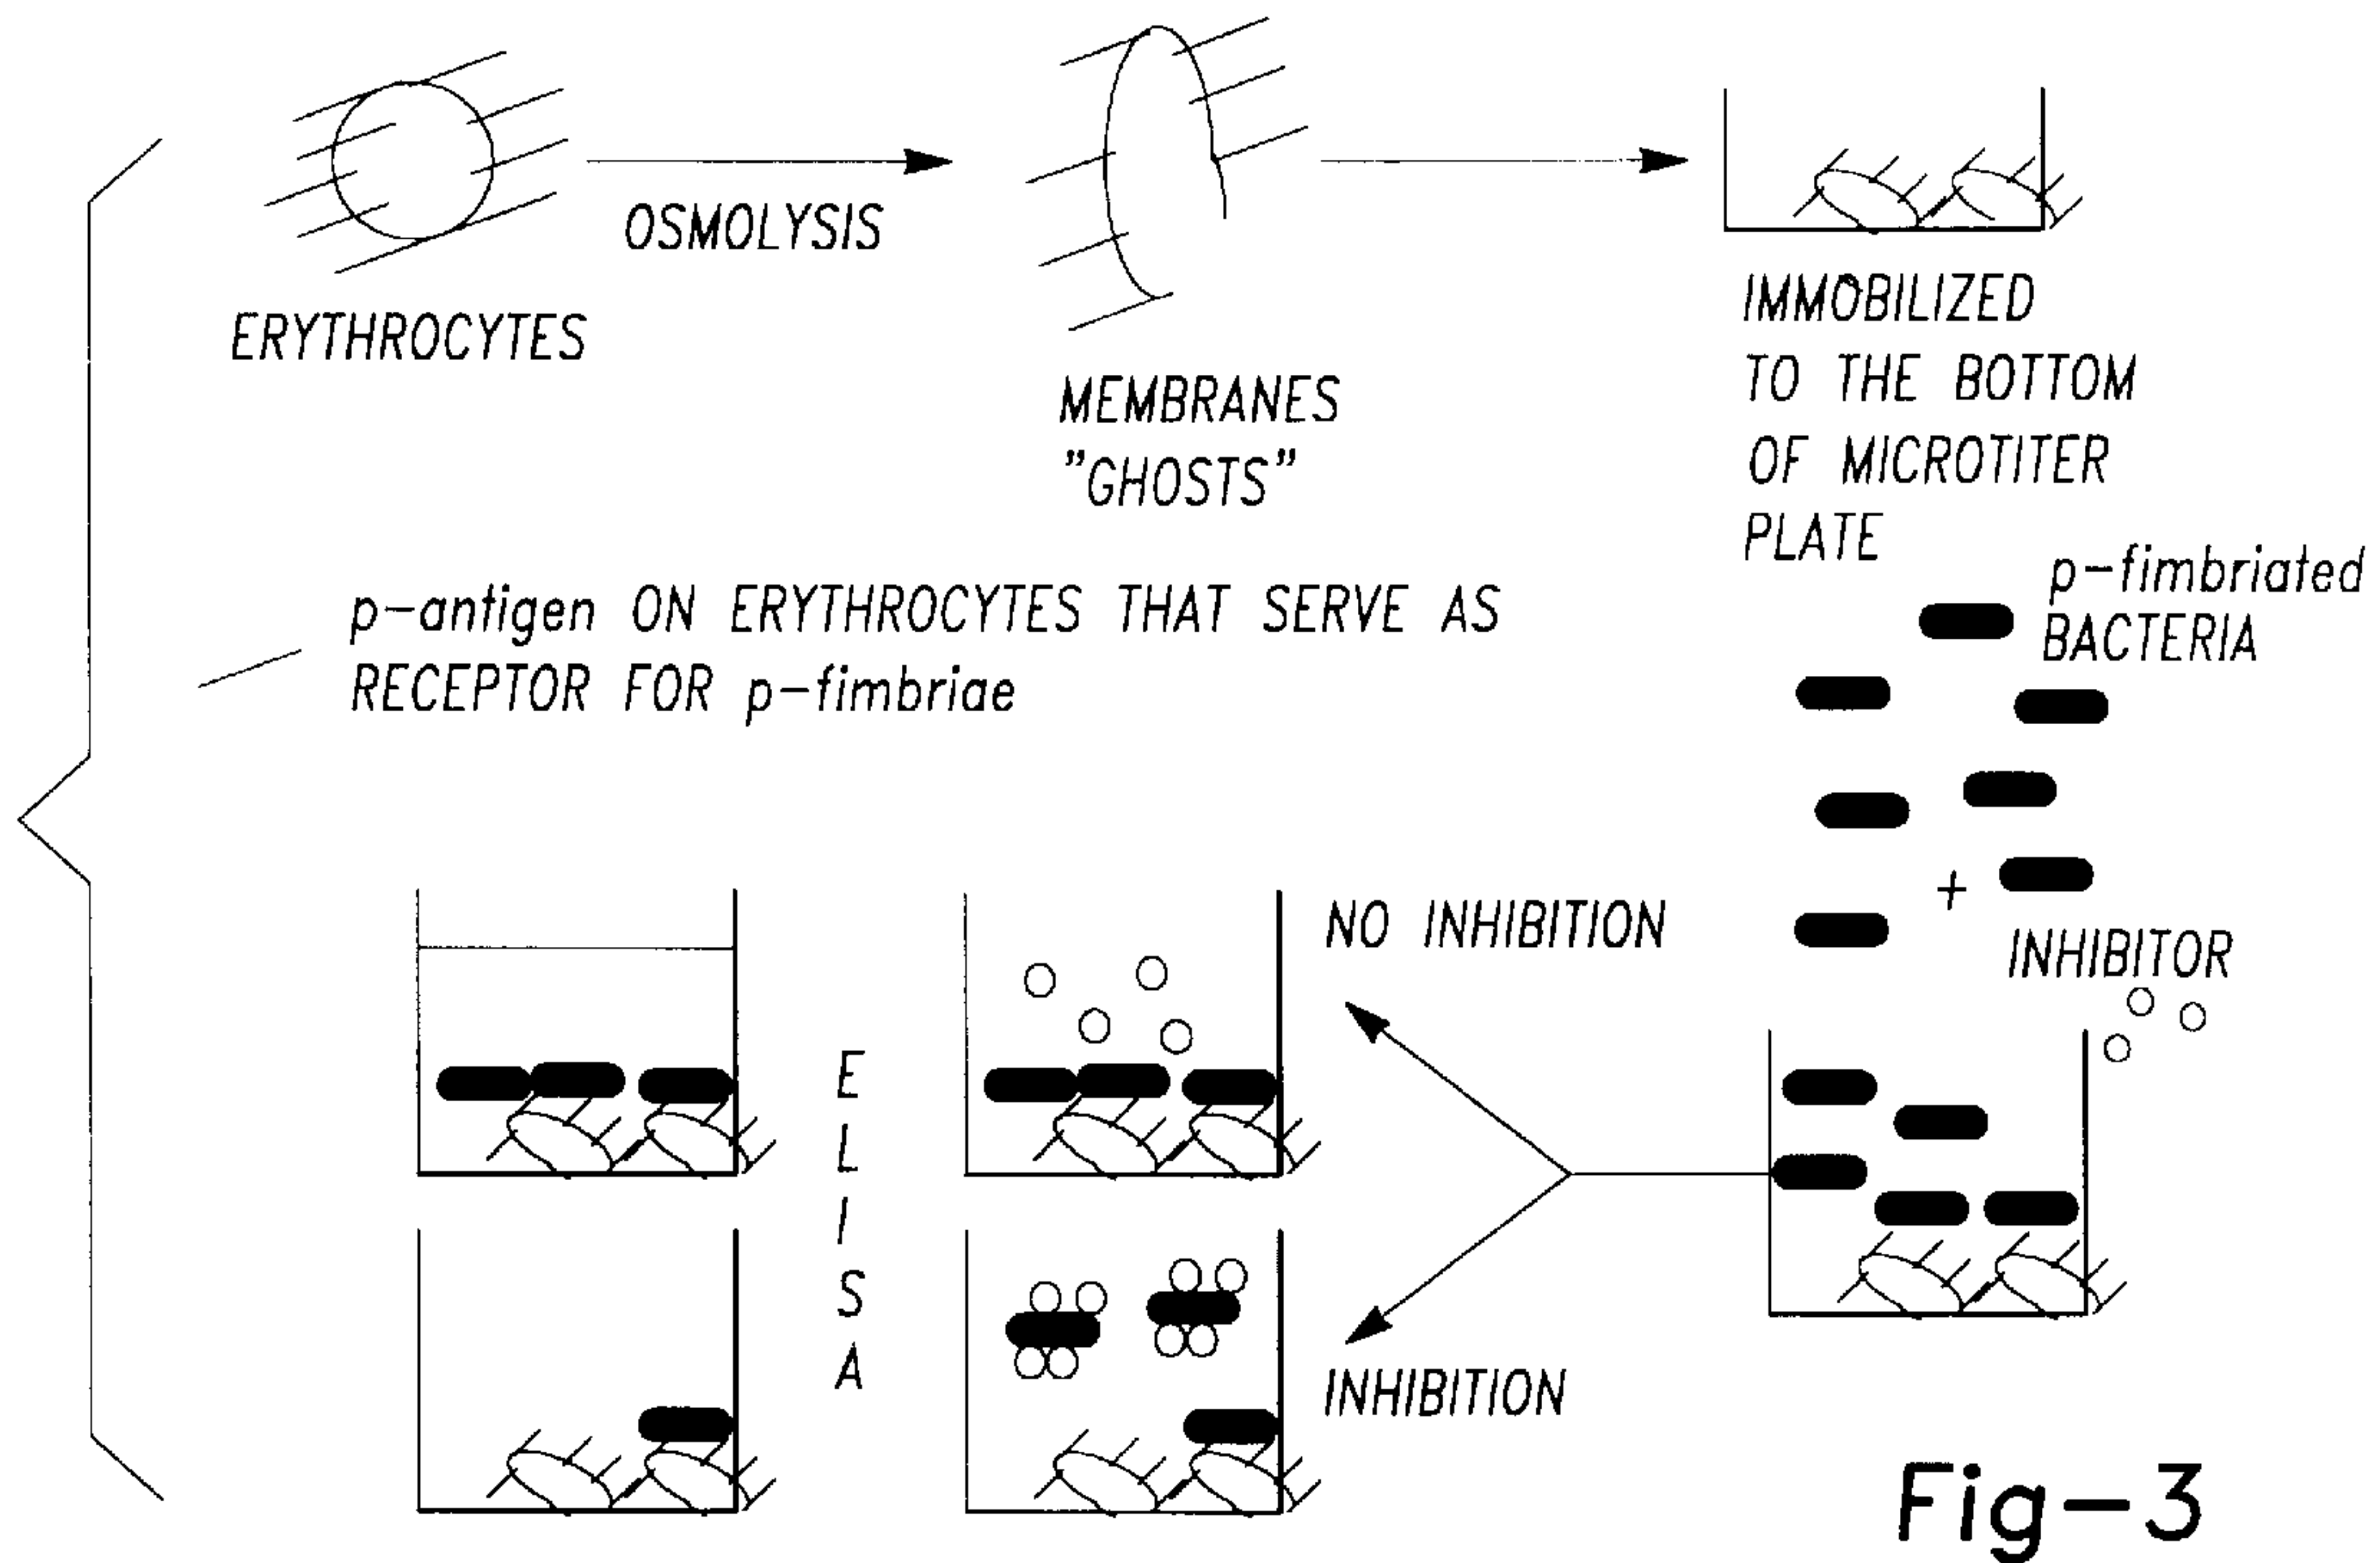 ERYTHROCYTES
OSMOLYSIS
MEMBRANES
"GHOSTS"
IMMOBILIZED
TO THE BOTTOM
OF MICROTITER
PLATE
p-antigen ON ERYTHROCYTES THAT SERVE AS
RECEPTOR FOR p-fimbriae
p-fimbriated
BACTERIA
+
INHIBITOR
NO INHIBITION
INHIBITION
E
L
I
S
A
Fig-3